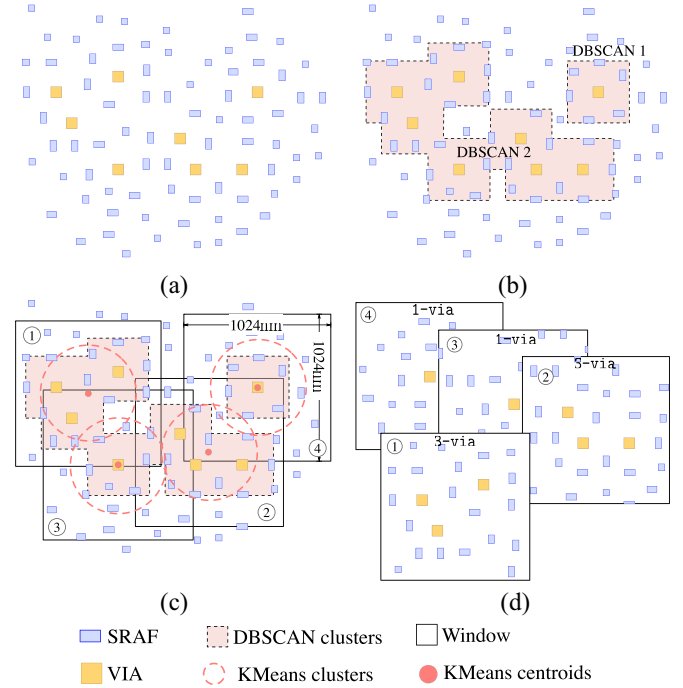 (a)
DBSCAN 1
DBSCAN 2
(b)
①
1024nm
1024nm
④
③
②
(c)
④
1-via
③
1-via
②
3-via
①
3-via
(d)
SRAF
DBSCAN clusters
Window
VIA
KMeans clusters
KMeans centroids